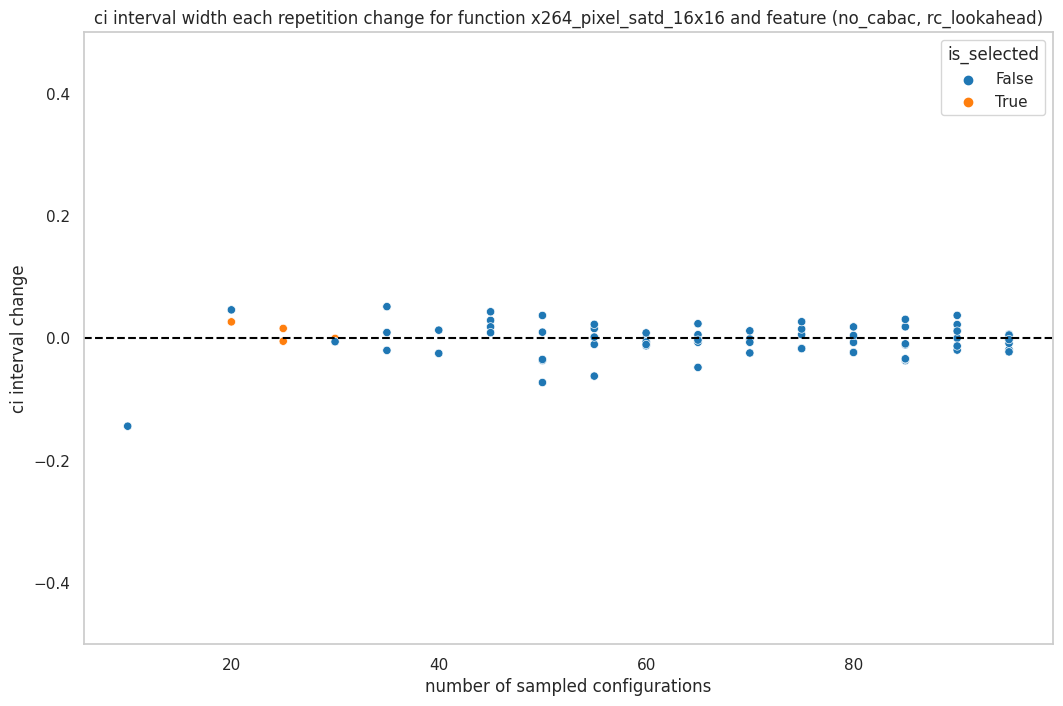 ci interval width each repetition change for function x264_pixel_satd_16x16 and feature (no_cabac, rc_lookahead)
is_selected
False
True
0.4
0.2
0.0
−0.2
−0.4
ci interval change
20
40
60
80
number of sampled configurations